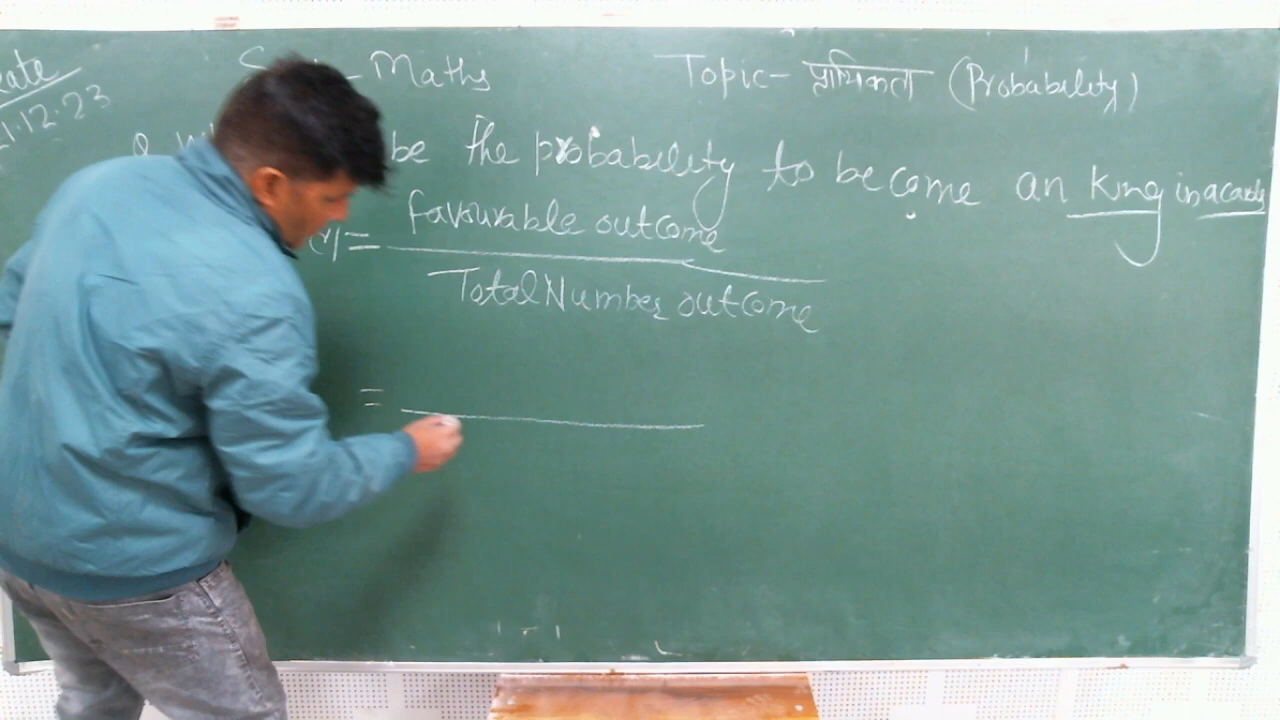 Maths
Topic- प्रायिकता (Probability)
1.12.23
be the probability to become an King in a cards
= favourable outcome
Total Number outcome
=